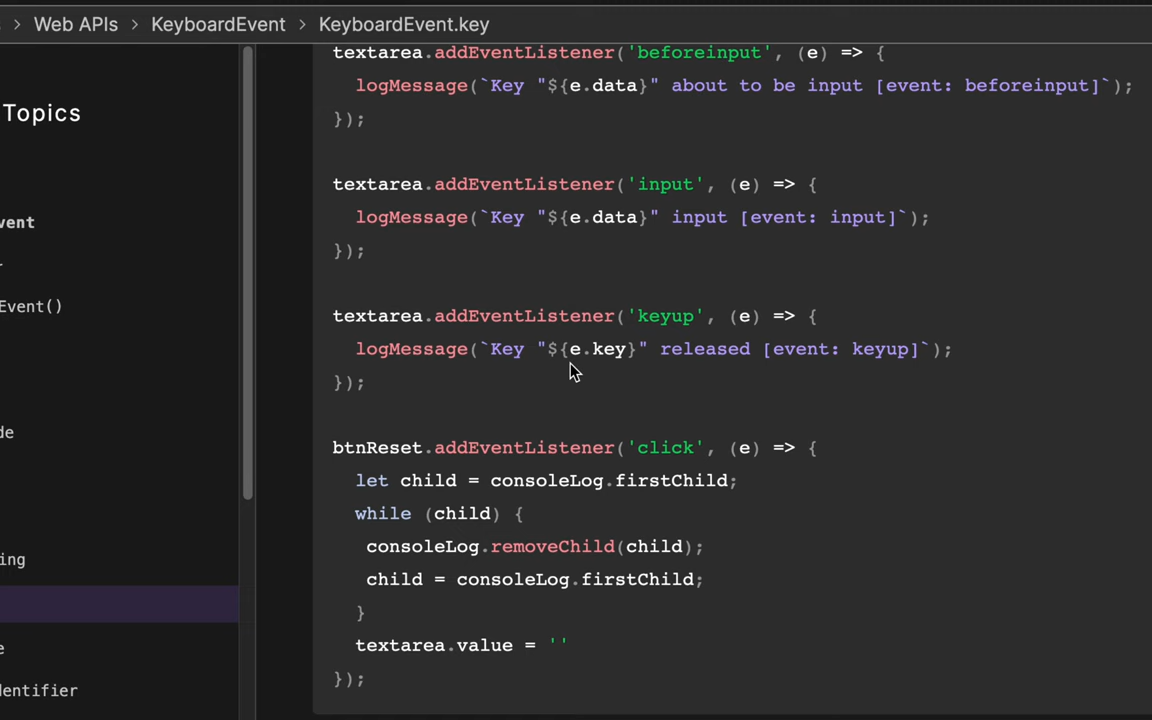 > Web APIs > KeyboardEvent > KeyboardEvent.key
Topics
vent
Event()
de
ing
e
dentifier
textarea.addEventListener('beforeinput', (e) => {
logMessage(`Key "${e.data}" about to be input [event: beforeinput]`);
});
textarea.addEventListener('input', (e) => {
logMessage(`Key "${e.data}" input [event: input]`);
});
textarea.addEventListener('keyup', (e) => {
logMessage(`Key "${e.key}" released [event: keyup]`);
});
btnReset.addEventListener('click', (e) => {
let child = consoleLog.firstChild;
while (child) {
consoleLog.removeChild(child);
child = consoleLog.firstChild;
}
textarea.value = ''
});